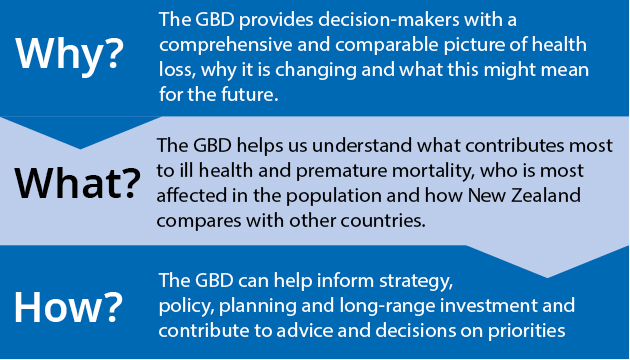 Why?
The GBD provides decision-makers with a
comprehensive and comparable picture of health
loss, why it is changing and what this might mean
for the future.
What?
The GBD helps us understand what contributes most
to ill health and premature mortality, who is most
affected in the population and how New Zealand
compares with other countries.
How?
The GBD can help inform strategy,
policy, planning and long-range investment and
contribute to advice and decisions on priorities